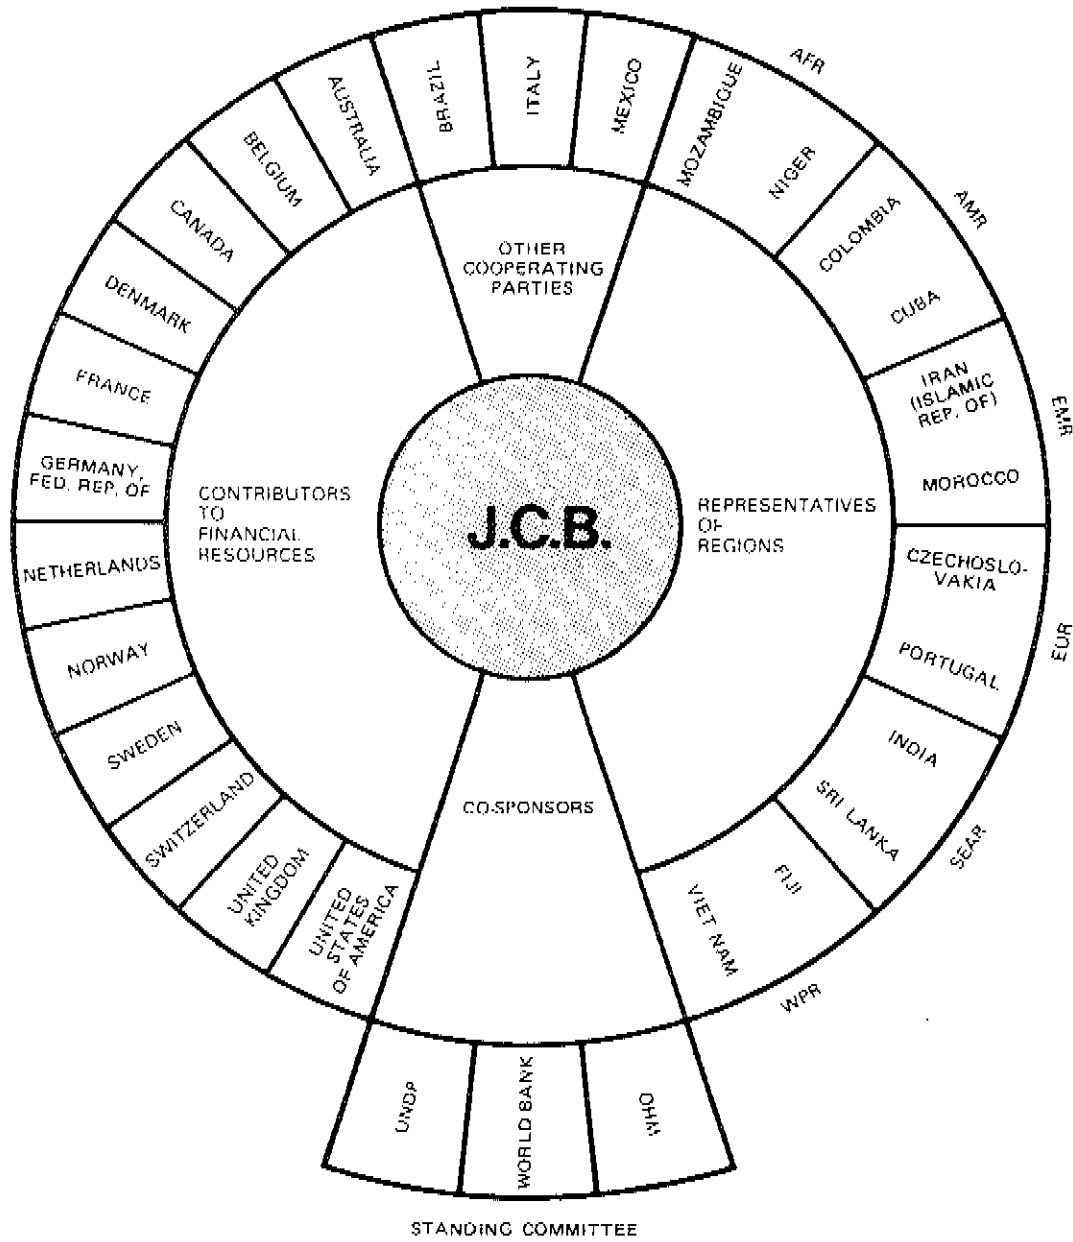 BRAZIL
ITALY
MEXICO
MOZAMBIQUE
NIGER
AFR
COLOMBIA
CUBA
AMR
IRAN
(ISLAMIC
REP. OF)
MOROCCO
EMR
CZECHOSLO-
VAKIA
PORTUGAL
EUR
INDIA
SRI LANKA
SEAR
FIJI
VIET NAM
WPR
AUSTRALIA
BELGIUM
CANADA
DENMARK
FRANCE
GERMANY,
FED. REP. OF
NETHERLANDS
NORWAY
SWEDEN
SWITZERLAND
UNITED
KINGDOM
UNITED
STATES
OF AMERICA
OTHER
COOPERATING
PARTIES
CONTRIBUTORS
TO
FINANCIAL
RESOURCES
J.C.B.
REPRESENTATIVES
OF
REGIONS
CO-SPONSORS
UNDP
WORLD BANK
WHO
STANDING COMMITTEE